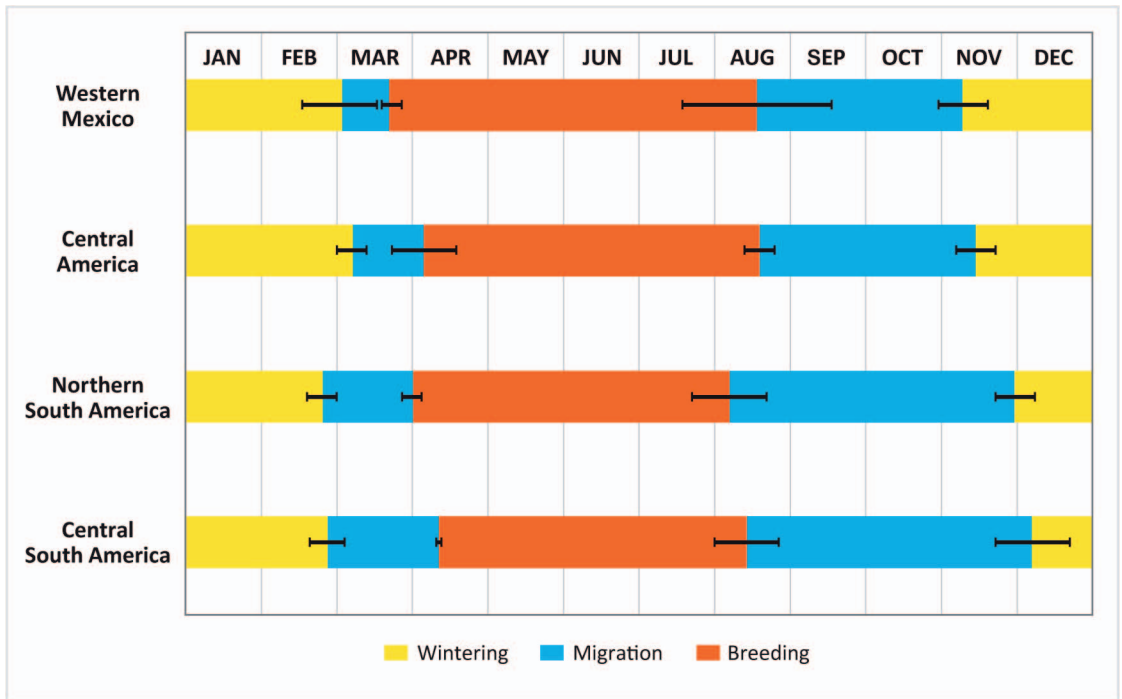 JAN FEB MAR APR MAY JUN JUL AUG SEP OCT NOV DEC
Western
Mexico
Central
America
Northern
South America
Central
South America
Wintering Migration Breeding